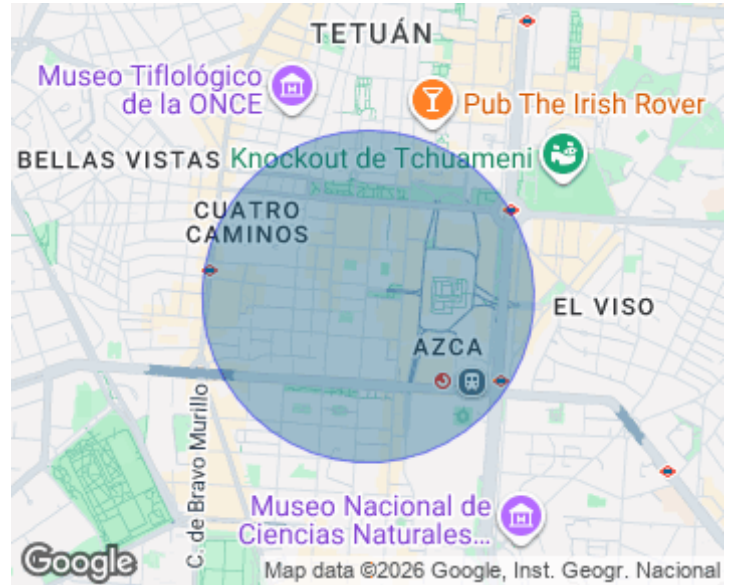 TETUÁN
Museo Tiflológico
de la ONCE
Pub The Irish Rover
BELLAS VISTAS
Knockout de Tchuameni
CUATRO
CAMINOS
EL VISO
AZCA
C. de Bravo Murillo
Museo Nacional de
Ciencias Naturales...
Google
Map data ©2026 Google, Inst. Geogr. Nacional